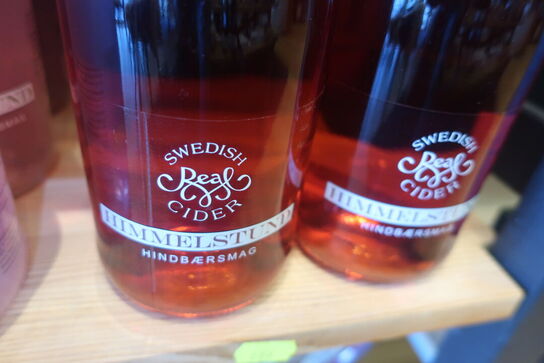 SWEDISH
Real
CIDER
HIMMELSTUND
HINDBÆRSMAG
SWEDISH
Real
CIDER
HIMMELSTUND
HINDBÆRSMAG